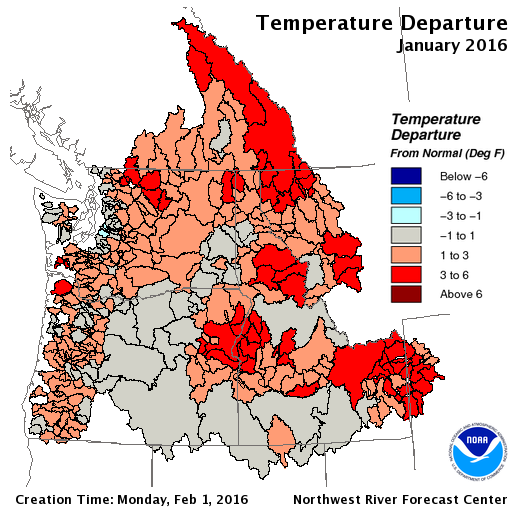 Temperature Departure
January 2016
Temperature
Departure
From Normal (Deg F)
Below −6
−6 to −3
−3 to −1
−1 to 1
1 to 3
3 to 6
Above 6
NOAA
Creation Time: Monday, Feb 1, 2016
Northwest River Forecast Center